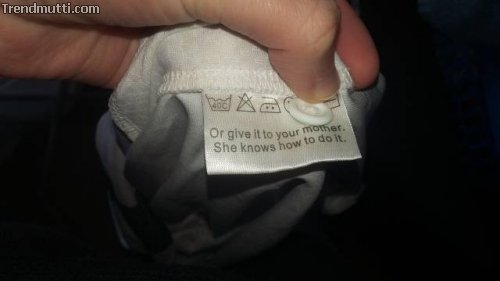 Trendmutti.com
Or give it to your mother.
She knows how to do it.